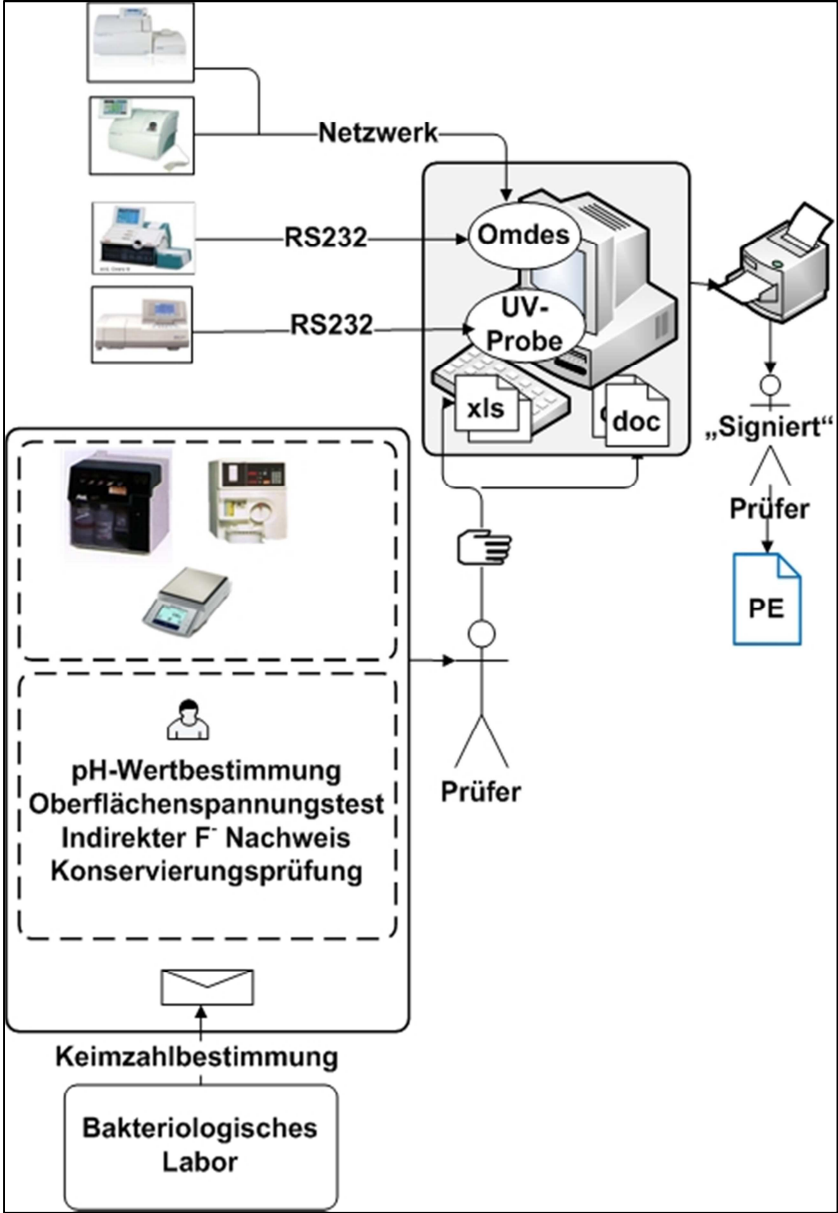 Netzwerk
RS232
Omdes
RS232
UV-
Probe
xls
doc
„Signiert“
Prüfer
PE
pH-Wertbestimmung
Oberflächenspannungstest
Indirekter F⁻ Nachweis
Konservierungsprüfung
Prüfer
Keimzahlbestimmung
Bakteriologisches
Labor